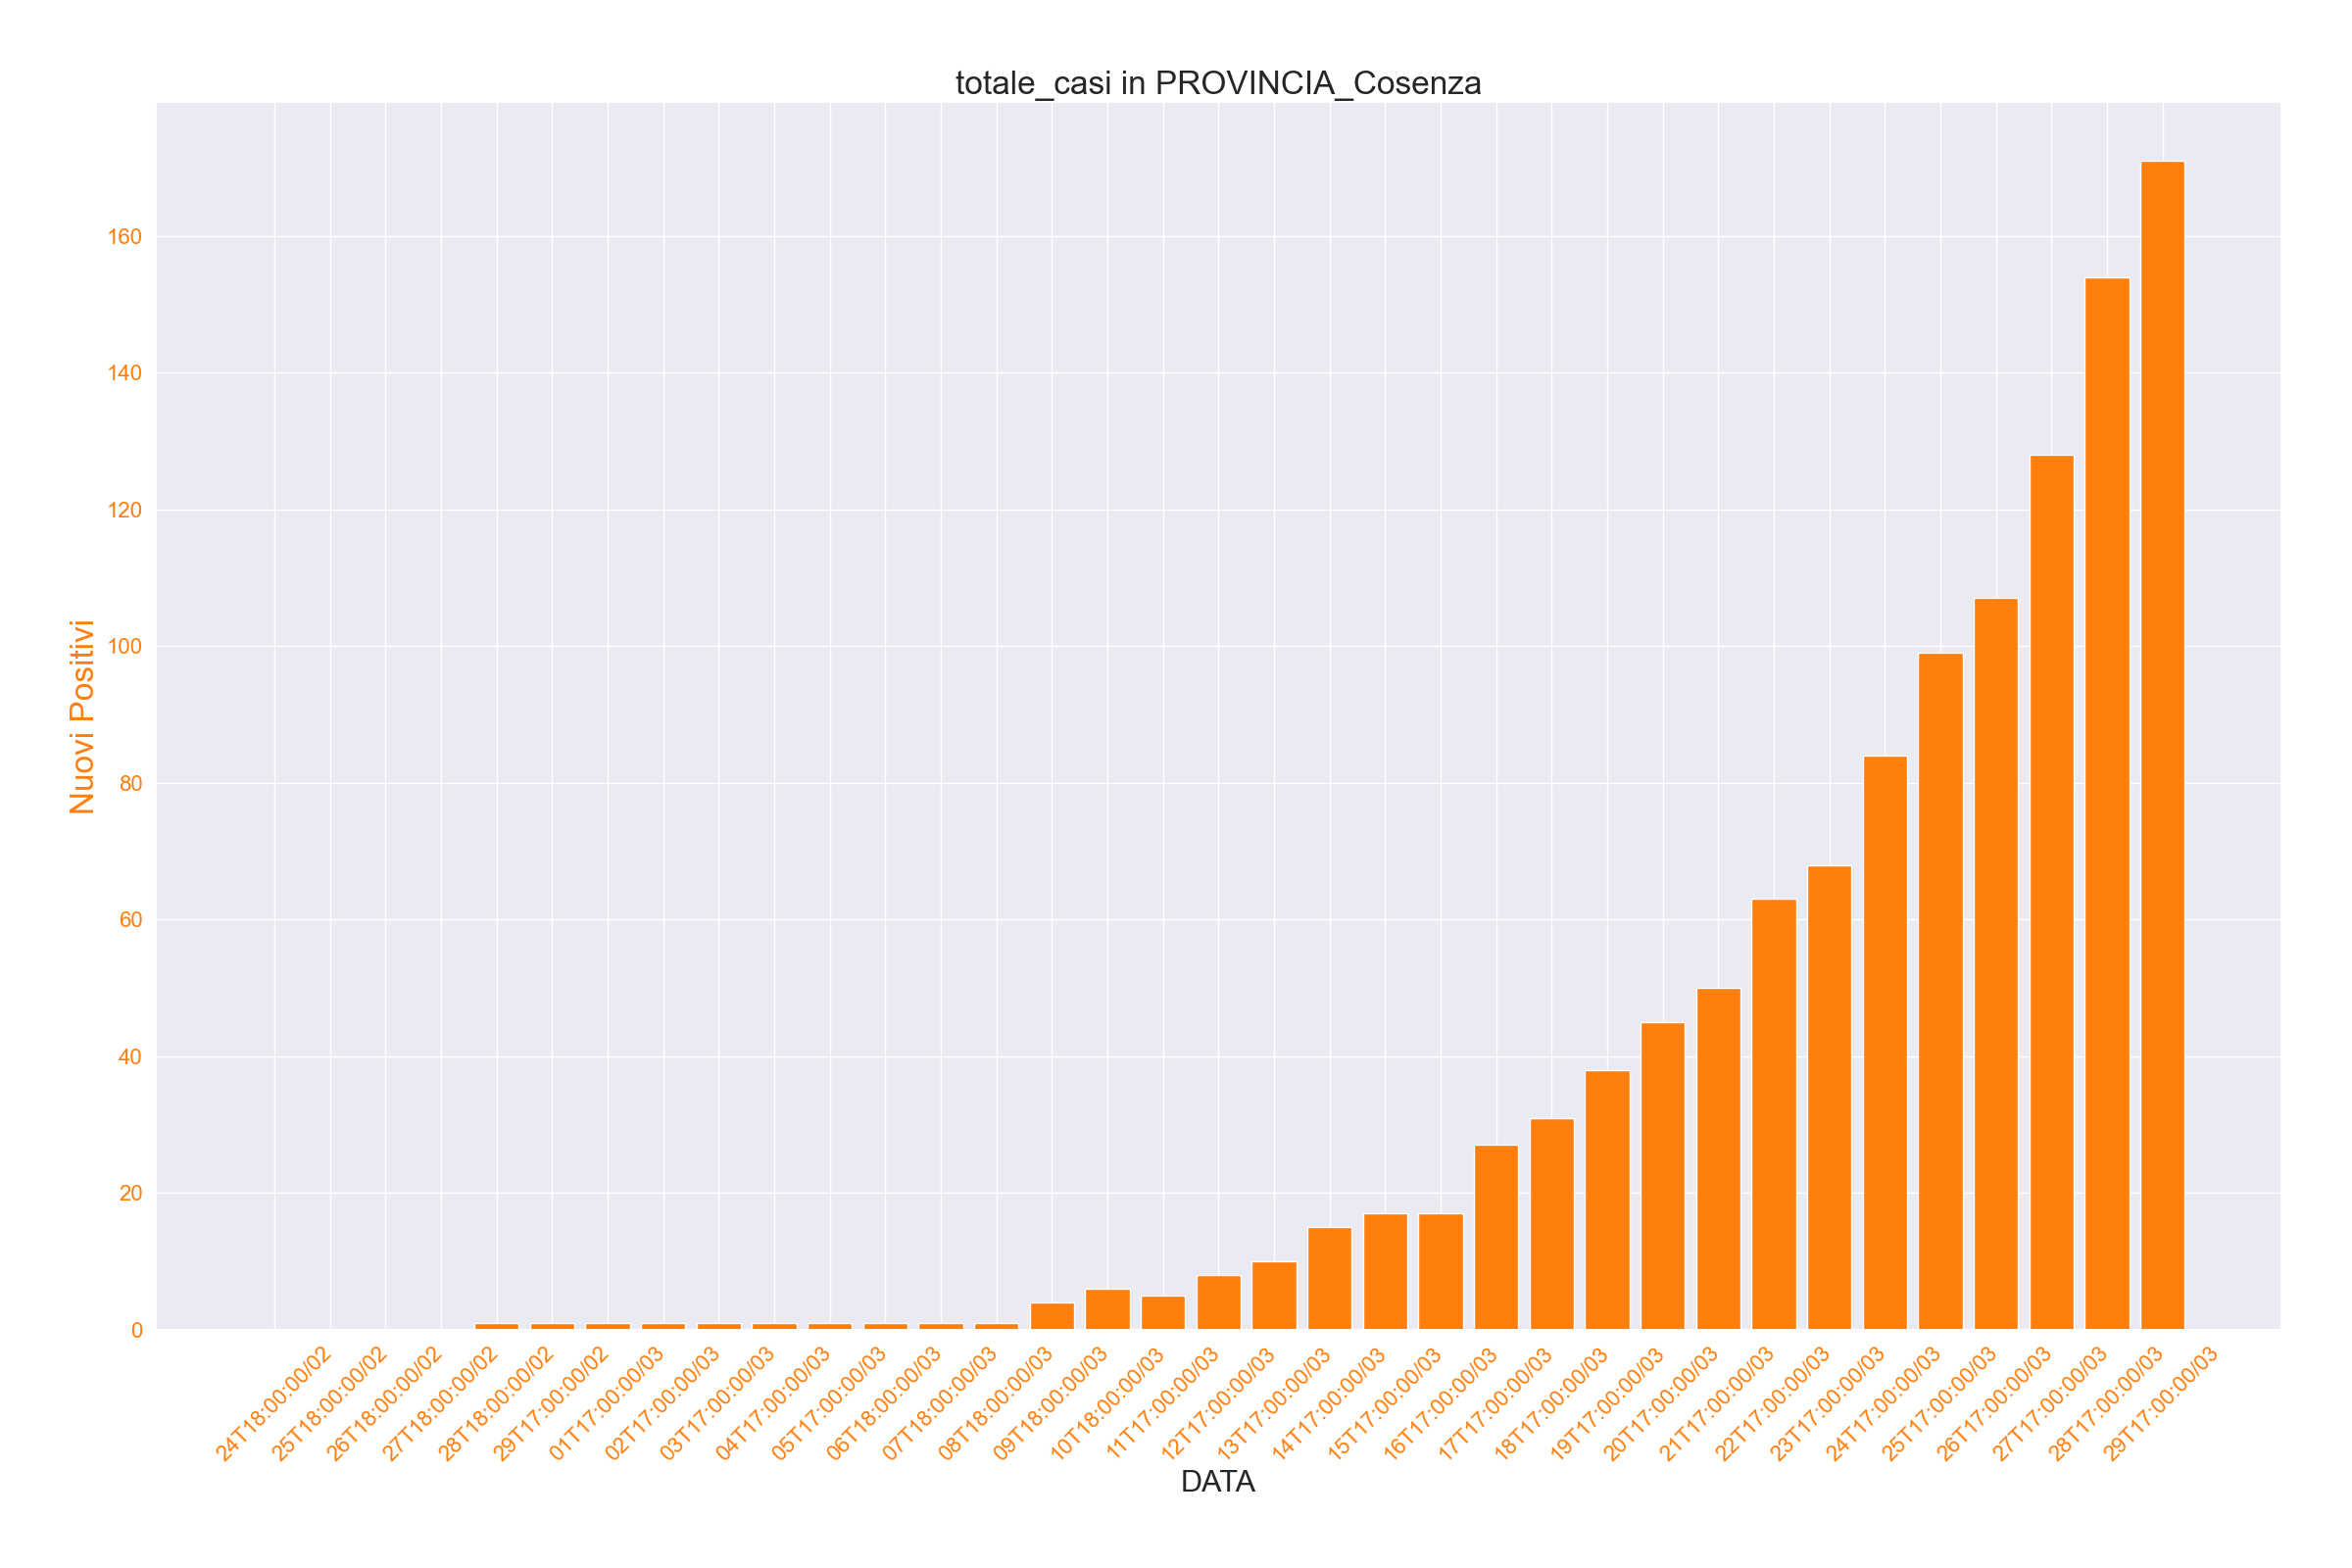 totale_casi in PROVINCIA_Cosenza
Nuovi Positivi
160
140
120
100
80
60
40
20
0
24T18:00:00/02
25T18:00:00/02
26T18:00:00/02
27T18:00:00/02
28T18:00:00/02
29T17:00:00/02
01T17:00:00/03
02T17:00:00/03
03T17:00:00/03
04T17:00:00/03
05T17:00:00/03
06T18:00:00/03
07T18:00:00/03
08T18:00:00/03
09T18:00:00/03
10T18:00:00/03
11T17:00:00/03
12T17:00:00/03
13T17:00:00/03
14T17:00:00/03
15T17:00:00/03
16T17:00:00/03
17T17:00:00/03
18T17:00:00/03
19T17:00:00/03
20T17:00:00/03
21T17:00:00/03
22T17:00:00/03
23T17:00:00/03
24T17:00:00/03
25T17:00:00/03
26T17:00:00/03
27T17:00:00/03
28T17:00:00/03
29T17:00:00/03
DATA